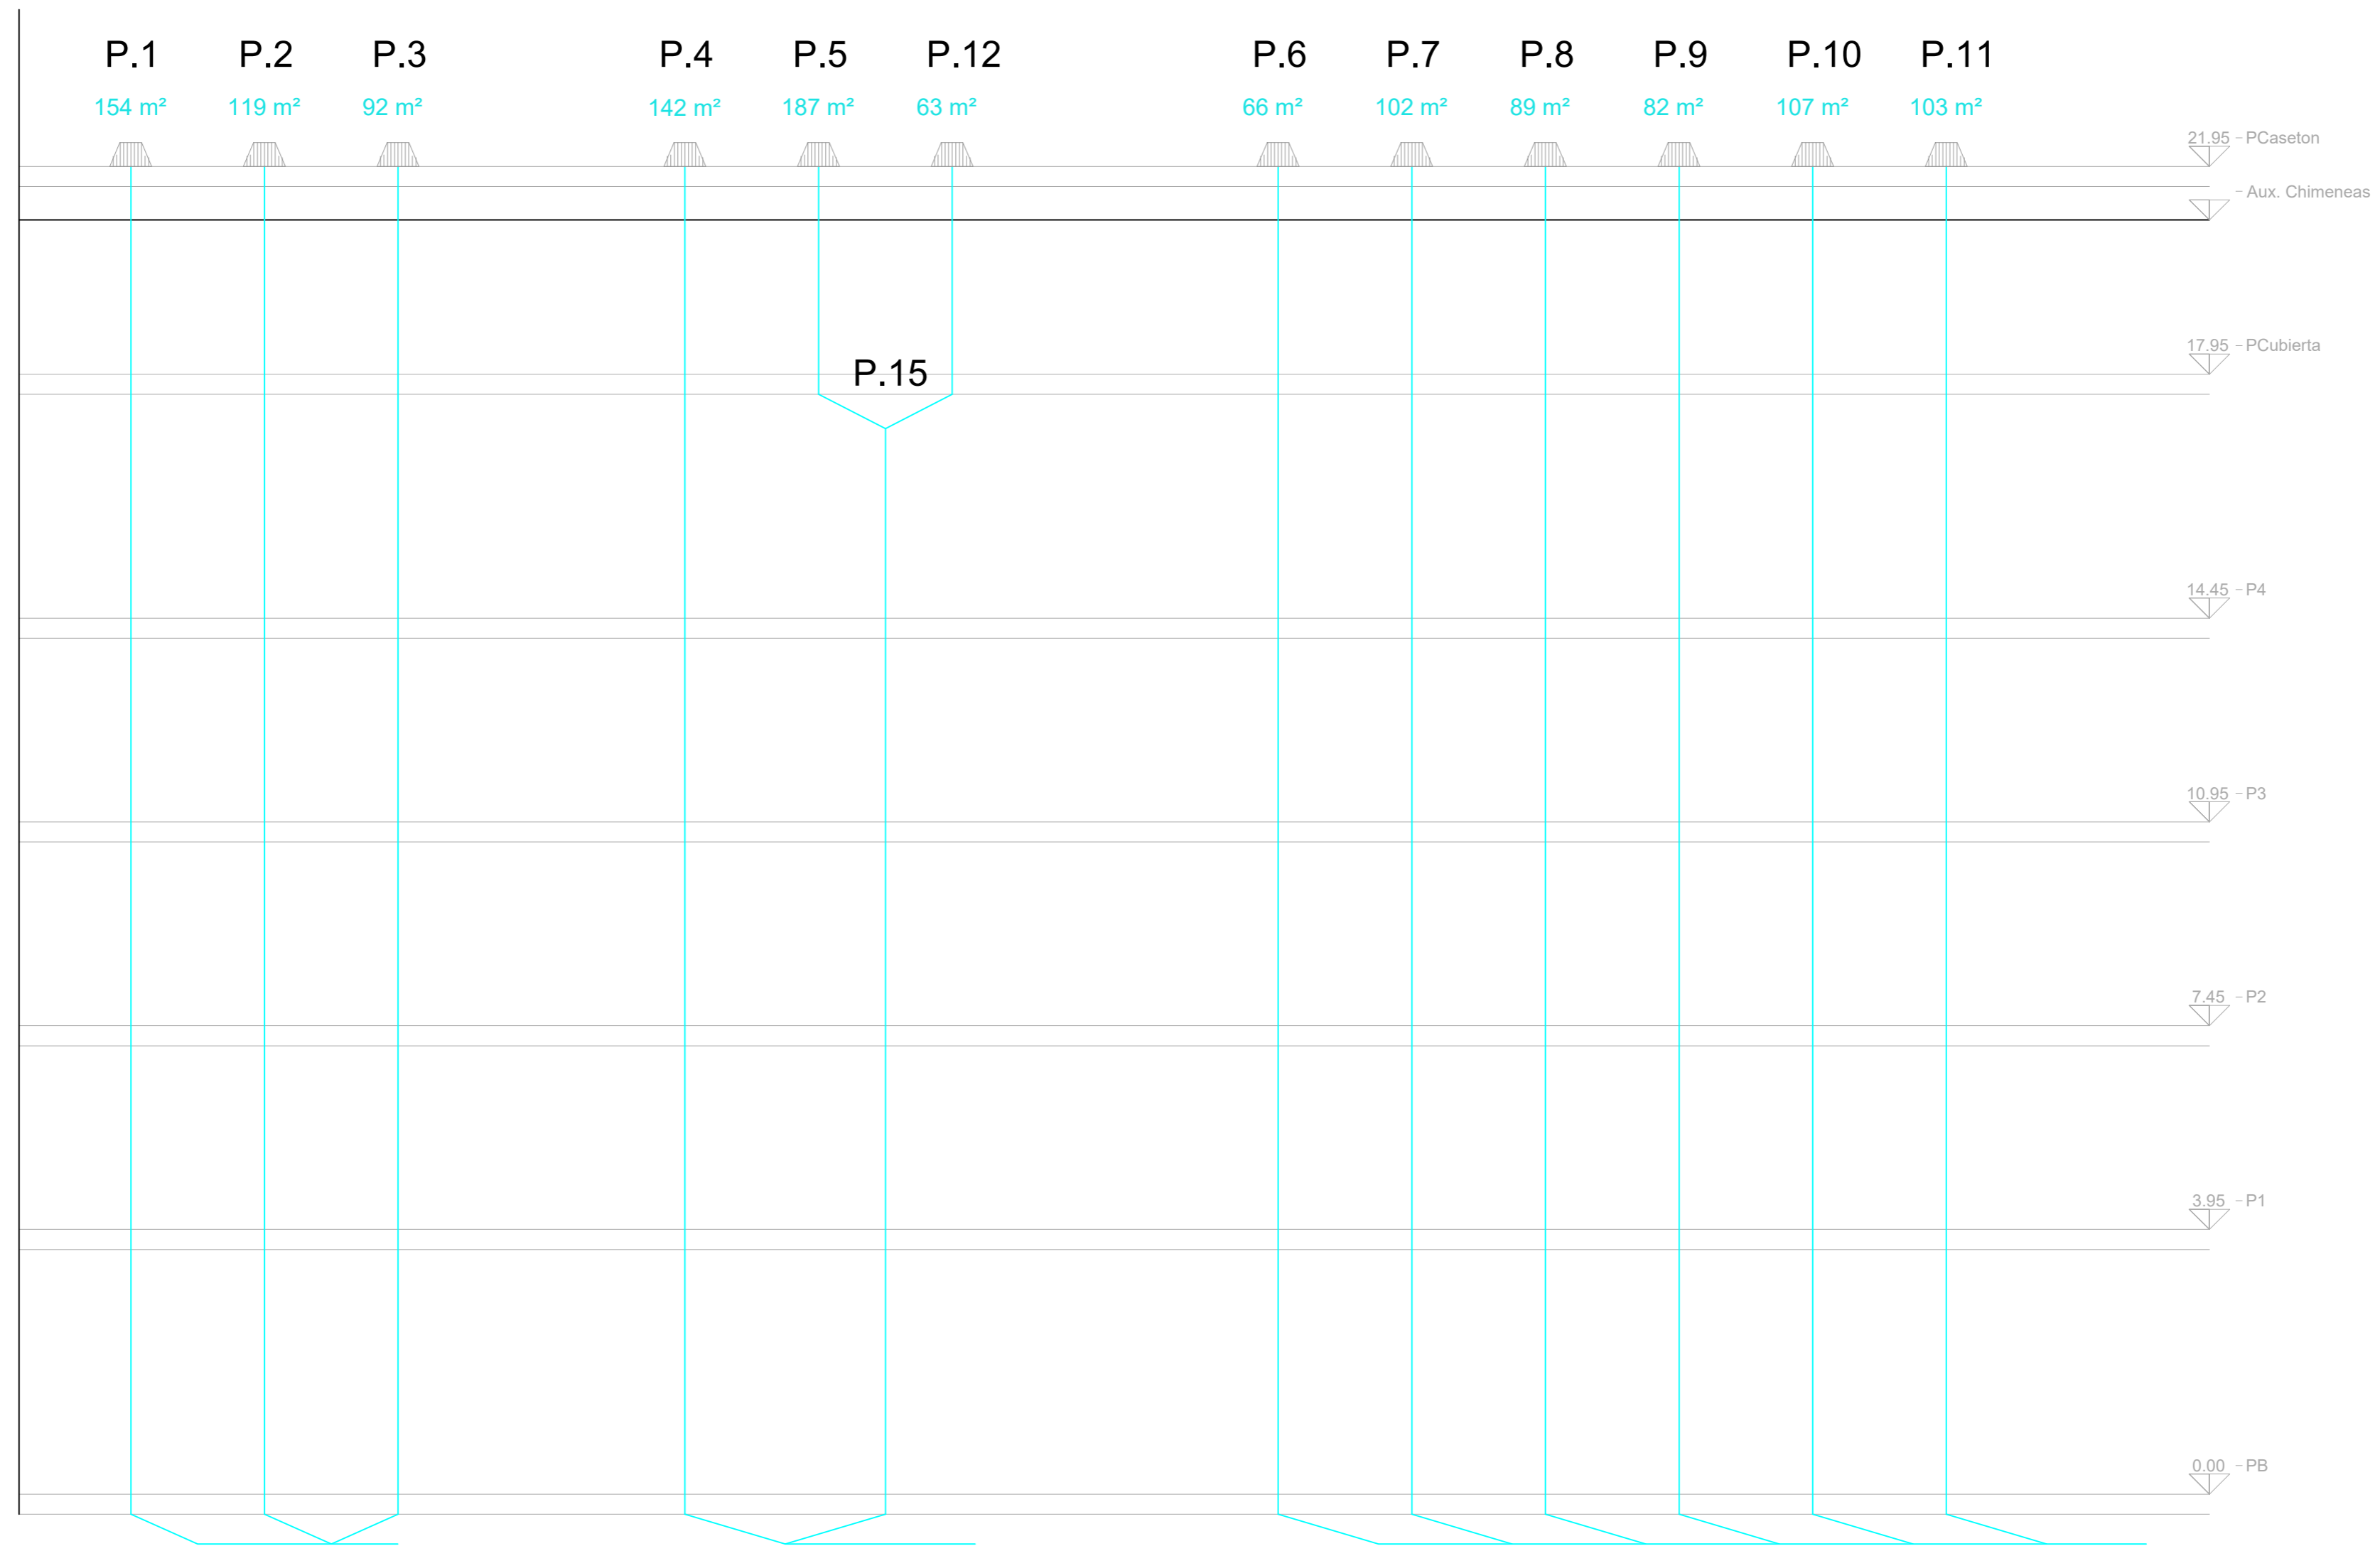 P.1 P.2 P.3 P.4 P.5 P.12 P.6 P.7 P.8 P.9 P.10 P.11
154 m² 119 m² 92 m² 142 m² 187 m² 63 m² 66 m² 102 m² 89 m² 82 m² 107 m² 103 m²
21.95 - PCaseton
- Aux. Chimeneas
17.95 - PCubierta
P.15
14.45 - P4
10.95 - P3
7.45 - P2
3.95 - P1
0.00 - PB